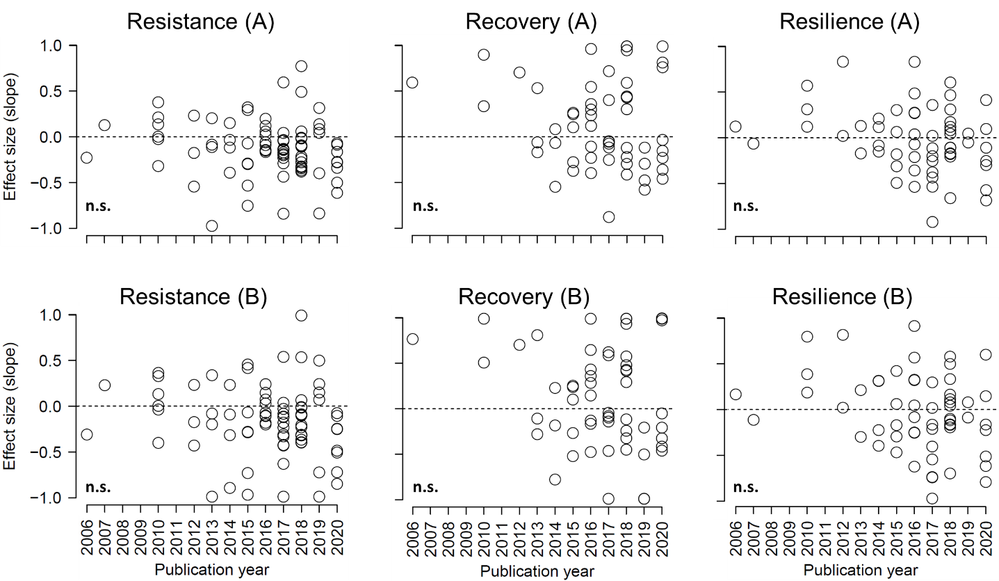 Resistance (A)
Recovery (A)
Resilience (A)
Effect size (slope)
1.0
0.5
0.0
−0.5
−1.0
n.s.
n.s.
n.s.
Resistance (B)
Recovery (B)
Resilience (B)
Effect size (slope)
1.0
0.5
0.0
−0.5
−1.0
n.s.
n.s.
n.s.
2006 2007 2008 2009 2010 2011 2012 2013 2014 2015 2016 2017 2018 2019 2020
2006 2007 2008 2009 2010 2011 2012 2013 2014 2015 2016 2017 2018 2019 2020
2006 2007 2008 2009 2010 2011 2012 2013 2014 2015 2016 2017 2018 2019 2020
Publication year
Publication year
Publication year